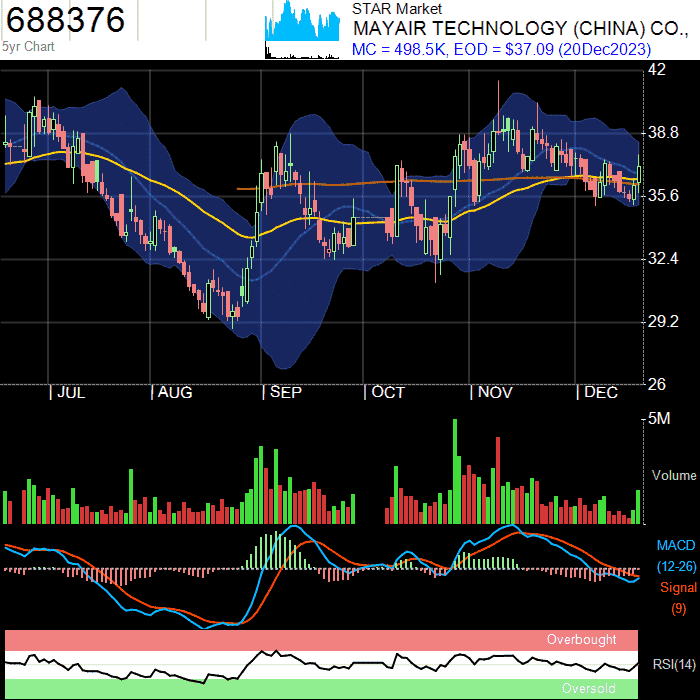 688376
5yr Chart
STAR Market
MAYAIR TECHNOLOGY (CHINA) CO.,
MC = 498.5K, EOD = $37.09 (20Dec2023)
42
38.8
35.6
32.4
29.2
26
| JUL | AUG | SEP | OCT | NOV | DEC
5M
Volume
MACD
(12-26)
Signal
(9)
Overbought
RSI(14)
Oversold